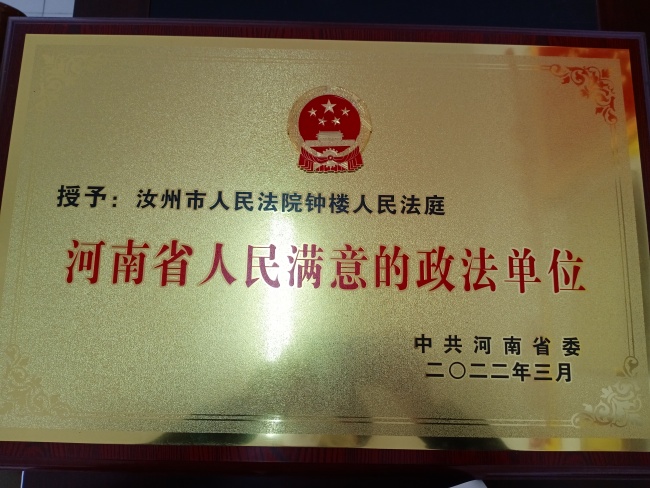 授予：汝州市人民法院钟楼人民法庭
河南省人民满意的政法单位
中共河南省委
二〇二二年三月